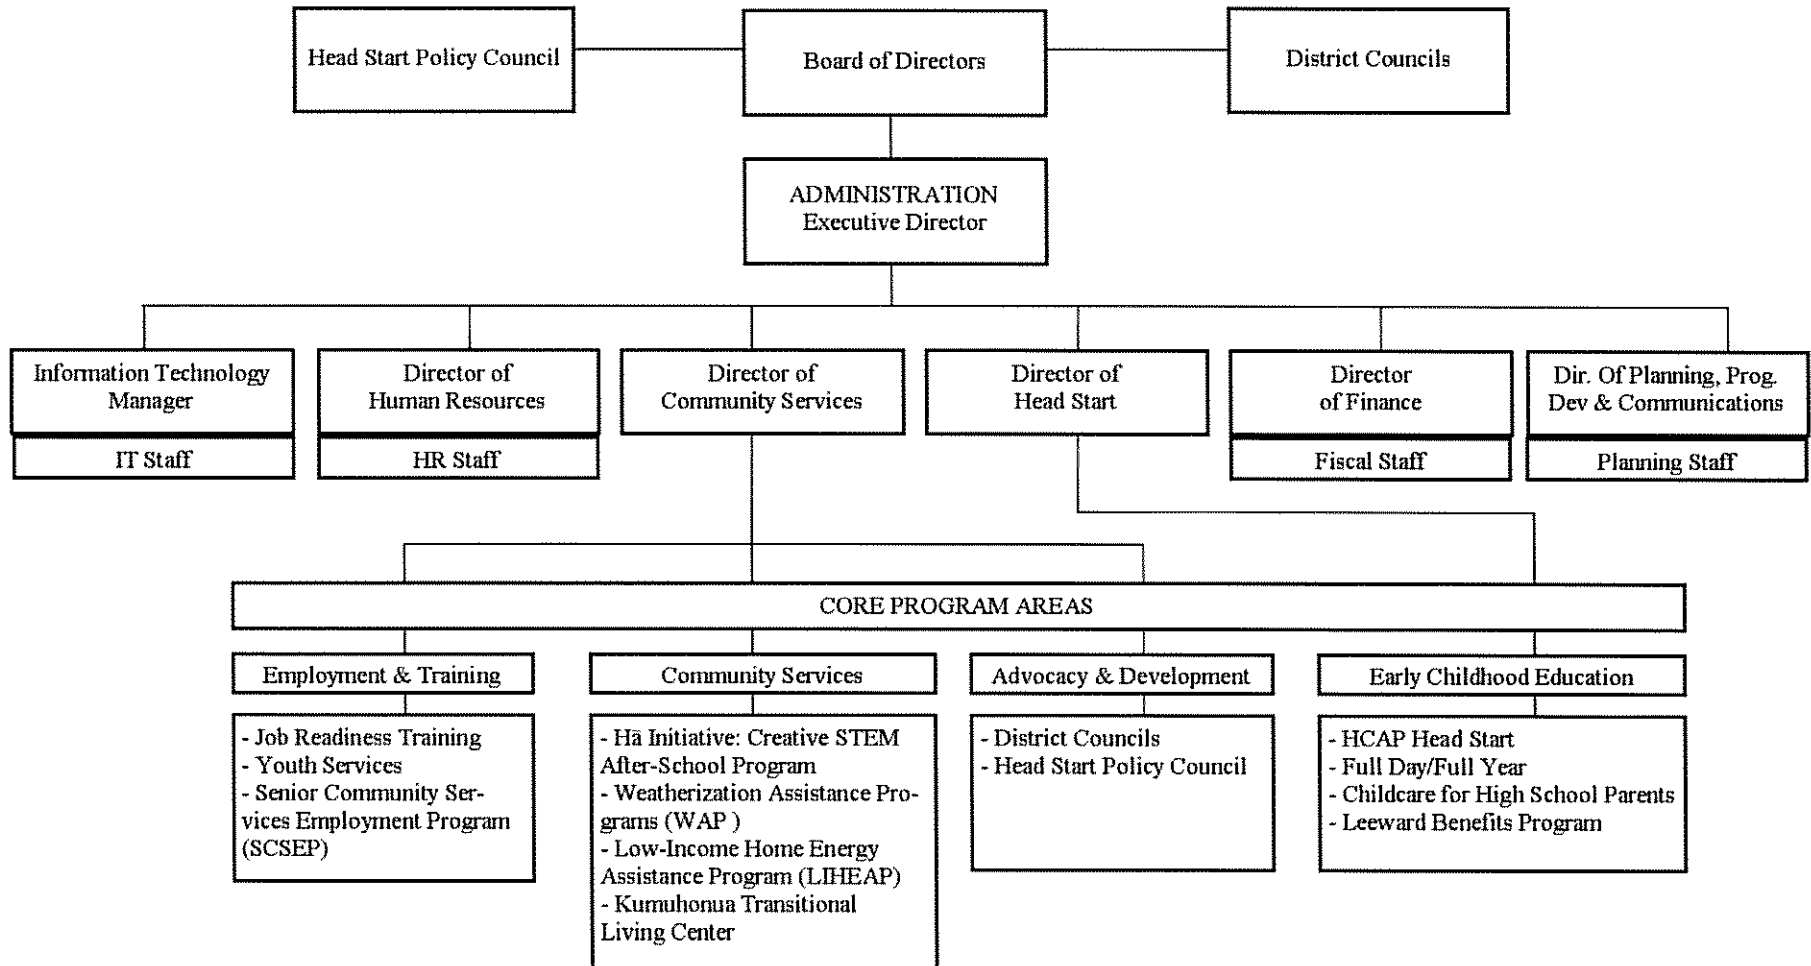 Head Start Policy Council
Board of Directors
District Councils
ADMINISTRATION
Executive Director
Information Technology
Manager
IT Staff
Director of
Human Resources
HR Staff
Director of
Community Services
Director of
Head Start
Director
of Finance
Fiscal Staff
Dir. Of Planning, Prog.
Dev & Communications
Planning Staff
CORE PROGRAM AREAS
Employment & Training
- Job Readiness Training
- Youth Services
- Senior Community Ser-
vices Employment Program
(SCSEP)
Community Services
- Hā Initiative: Creative STEM
After-School Program
- Weatherization Assistance Pro-
grams (WAP )
- Low-Income Home Energy
Assistance Program (LIHEAP)
- Kumuhonua Transitional
Living Center
Advocacy & Development
- District Councils
- Head Start Policy Council
Early Childhood Education
- HCAP Head Start
- Full Day/Full Year
- Childcare for High School Parents
- Leeward Benefits Program